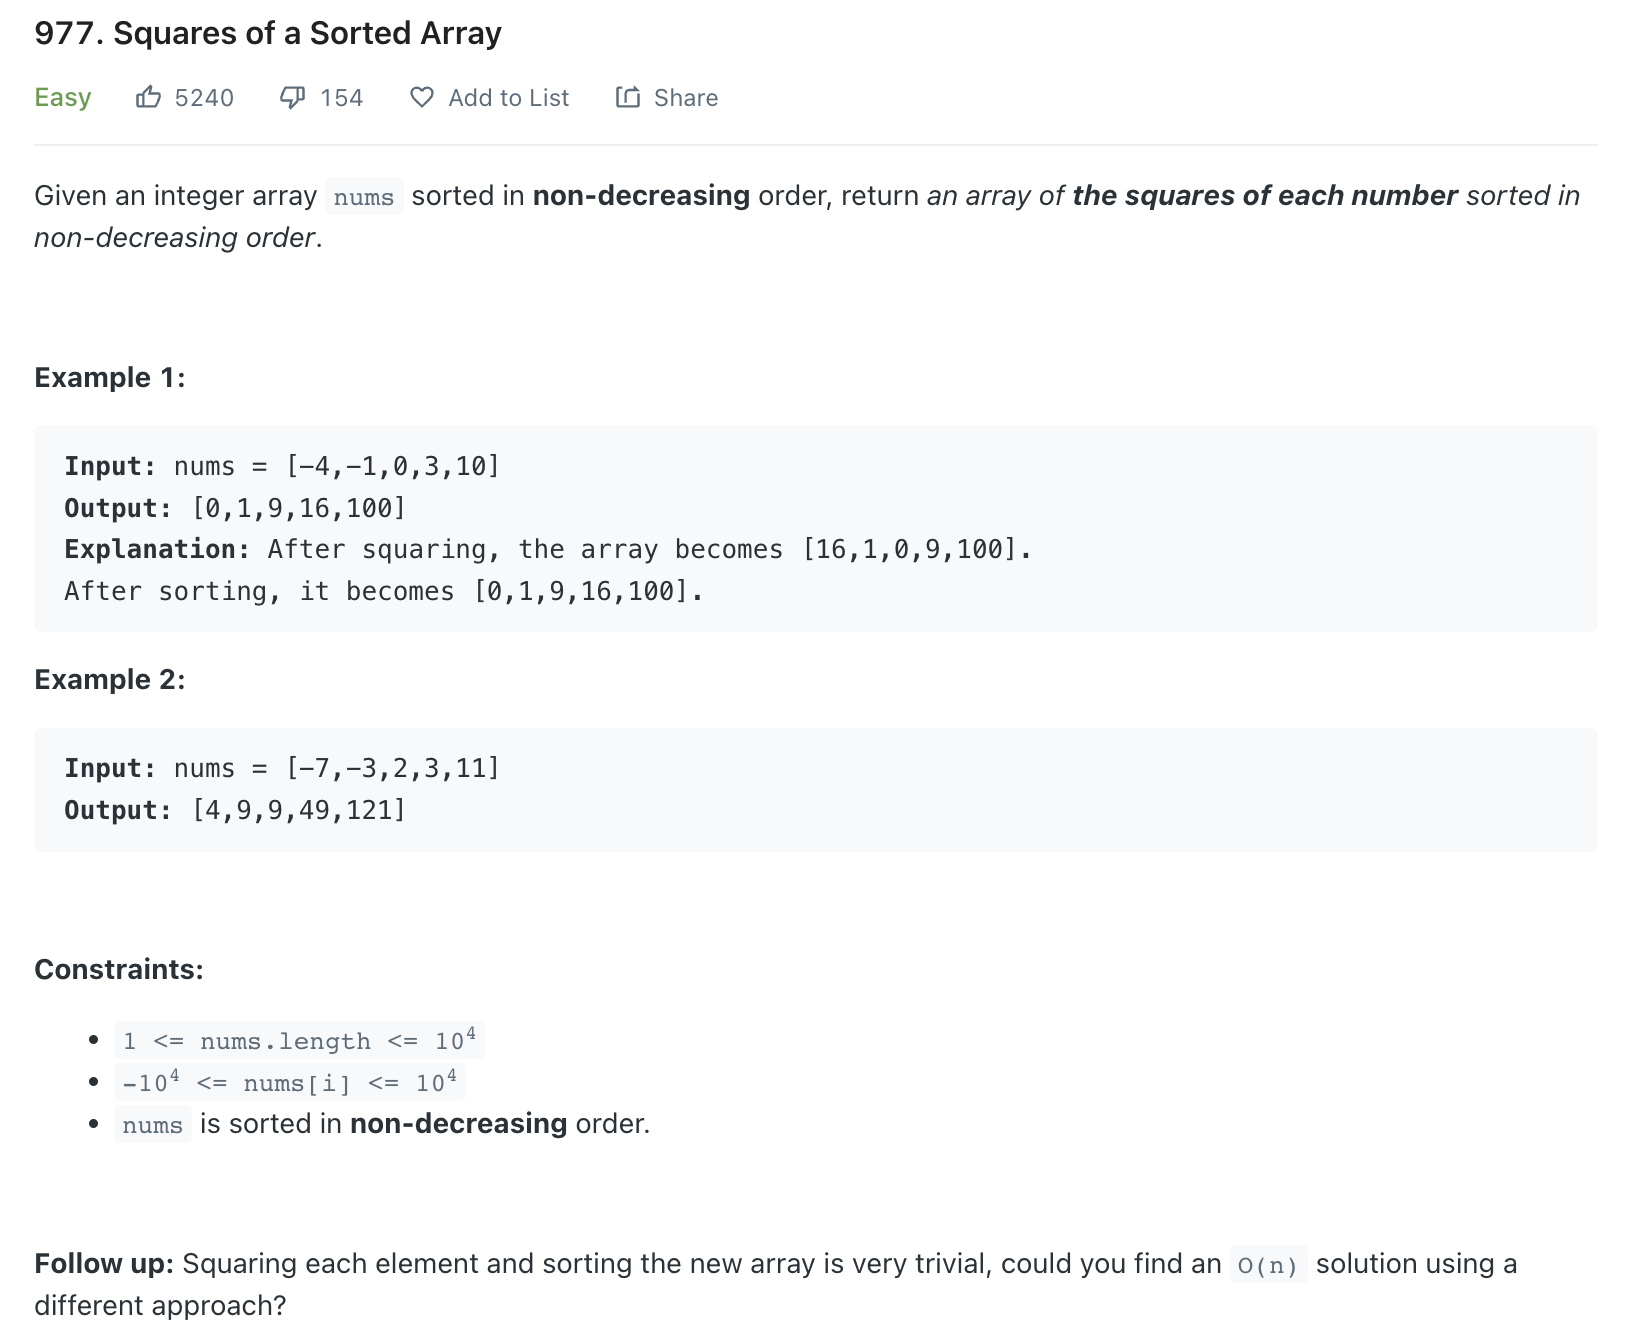 977. Squares of a Sorted Array
Easy 5240 154 Add to List Share
Given an integer array nums sorted in non-decreasing order, return an array of the squares of each number sorted in
non-decreasing order.
Example 1:
Input: nums = [-4,-1,0,3,10]
Output: [0,1,9,16,100]
Explanation: After squaring, the array becomes [16,1,0,9,100].
After sorting, it becomes [0,1,9,16,100].
Example 2:
Input: nums = [-7,-3,2,3,11]
Output: [4,9,9,49,121]
Constraints:
• 1 <= nums.length <= 10⁴
• -10⁴ <= nums[i] <= 10⁴
• nums is sorted in non-decreasing order.
Follow up: Squaring each element and sorting the new array is very trivial, could you find an O(n) solution using a
different approach?